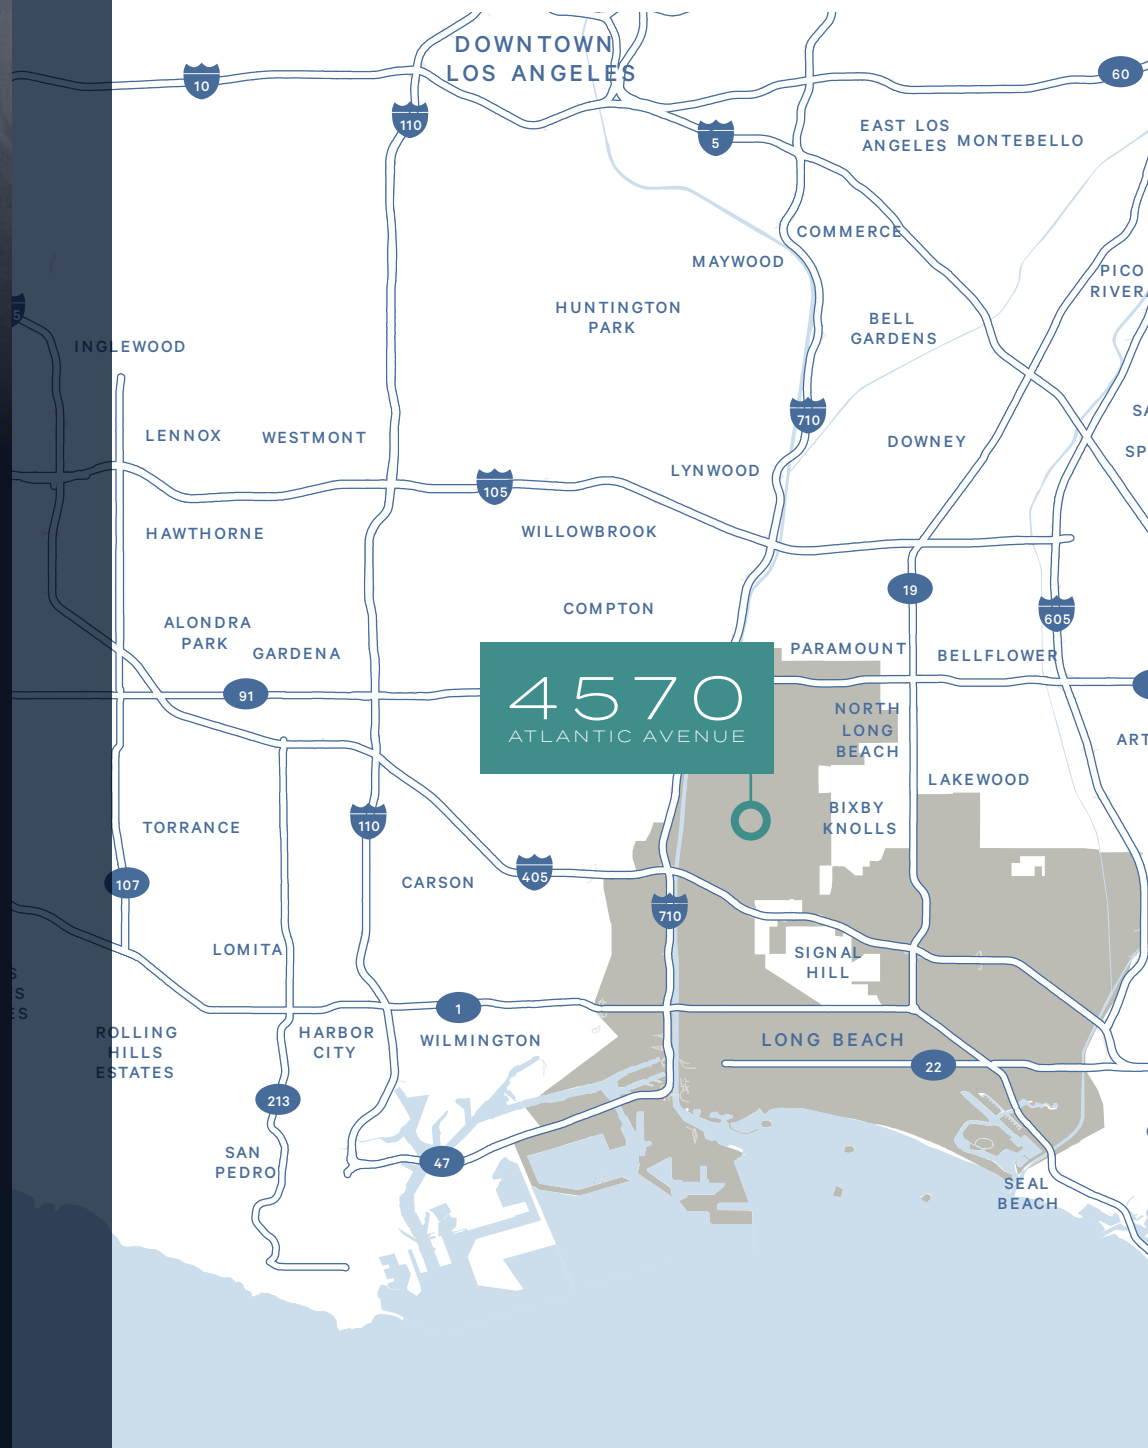 DOWNTOWN
LOS ANGELES
10
60
110
5
EAST LOS
ANGELES
MONTEBELLO
COMMERCE
MAYWOOD
PICO
HUNTINGTON
PARK
BELL
GARDENS
INGLEWOOD
710
LENNOX
WESTMONT
DOWNEY
LYNWOOD
105
HAWTHORNE
WILLOWBROOK
19
COMPTON
605
ALONDRA
PARK
GARDENA
PARAMOUNT
BELLFLOWER
91
4570
ATLANTIC AVENUE
NORTH
LONG
BEACH
LAKEWOOD
BIXBY
KNOLLS
TORRANCE
110
107
CARSON
405
710
LOMITA
SIGNAL
HILL
1
ROLLING
HILLS
ESTATES
HARBOR
CITY
WILMINGTON
LONG BEACH
22
213
SAN
PEDRO
47
SEAL
BEACH